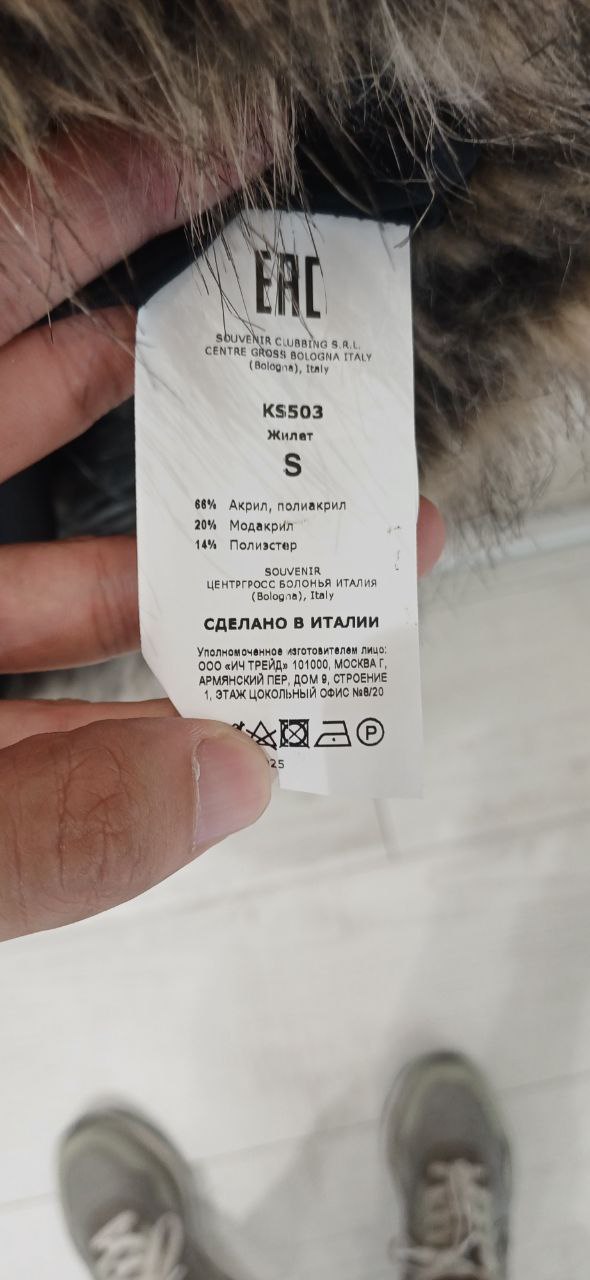 EAC
SOUVENIR CLUBBING S.R.L.
CENTRE GROSS BOLOGNA ITALY
(Bologna), Italy
KS503
Жилет
S
66% Акрил, полиакрил
20% Модакрил
14% Полиэстер
SOUVENIR
ЦЕНТРГРОСС БОЛОНЬЯ ИТАЛИЯ
(Bologna), Italy
СДЕЛАНО В ИТАЛИИ
Уполномоченное изготовителем лицо:
ООО «ИЧ ТРЕЙД» 101000, МОСКВА Г,
АРМЯНСКИЙ ПЕР, ДОМ 9, СТРОЕНИЕ
1, ЭТАЖ ЦОКОЛЬНЫЙ ОФИС №8/20
P
25